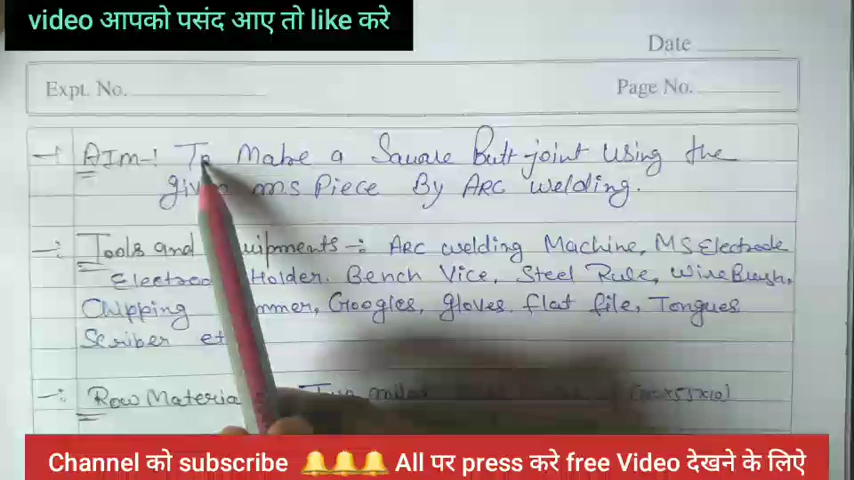 video आपको पसंद आए तो like करे
Date
Expt. No.
Page No.
AIm-: To Make a Square Butt joint Using the
given ms Piece By ARC welding.
Tools and Equipments -: ARC welding Machine, MS Electrode
Electrode Holder. Bench Vice, Steel Rule, Wire Brush,
Chipping Hammer, Googles, gloves. flat file, Tongues
Scriber etc
Row Material Two mild
Channel को subscribe 🔔🔔🔔 All पर press करे free Video देखने के लिऐ